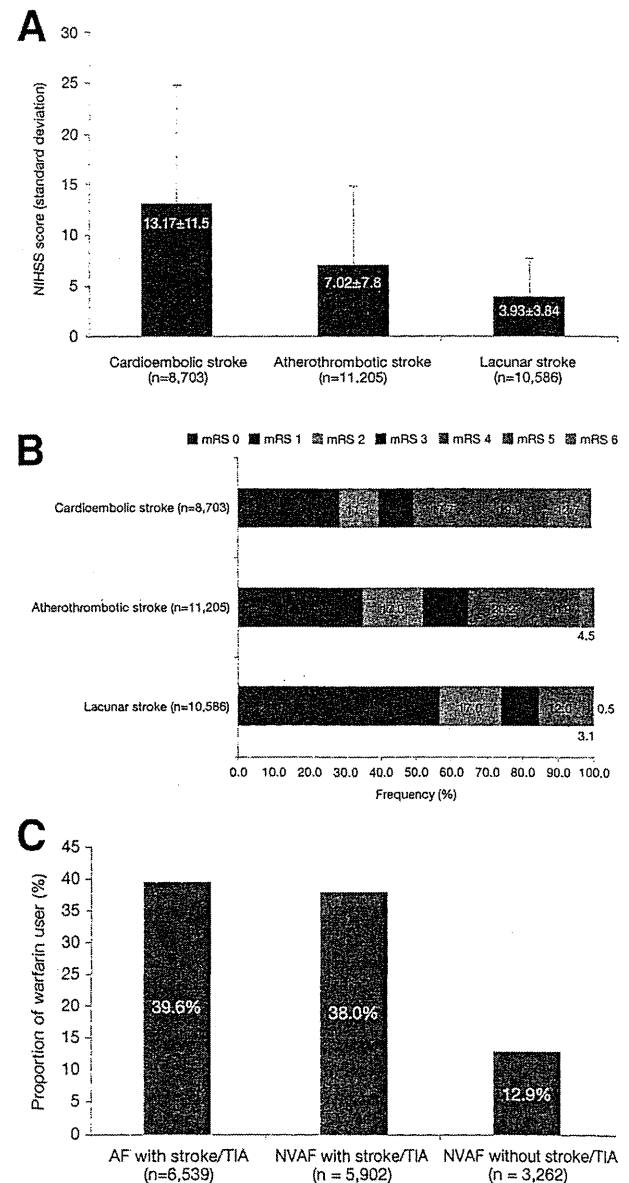 A
30
25
20
15
10
5
0
NIHSS score (standard deviation)
13.17±11.5
7.02±7.8
3.93±3.84
Cardioembolic stroke
(n=8,703)
Atherothrombotic stroke
(n=11.205)
Lacunar stroke
(n=10,586)
B
mRS 0 mRS 1 mRS 2 mRS 3 mRS 4 mRS 5 mRS 6
Cardioembolic stroke (n=8,703)
Atherothrombotic stroke (n=11,205)
4.5
Lacunar stroke (n=10,586)
17.0
12.0
0.5
3.1
0.0 10.0 20.0 30.0 40.0 50.0 60.0 70.0 80.0 90.0 100.0
Frequency (%)
C
45
40
35
30
25
20
15
10
5
0
Proportion of warfarin user (%)
39.6%
38.0%
12.9%
AF with stroke/TIA
(n=6,539)
NVAF with stroke/TIA
(n = 5,902)
NVAF without stroke/TIA
(n = 3,262)